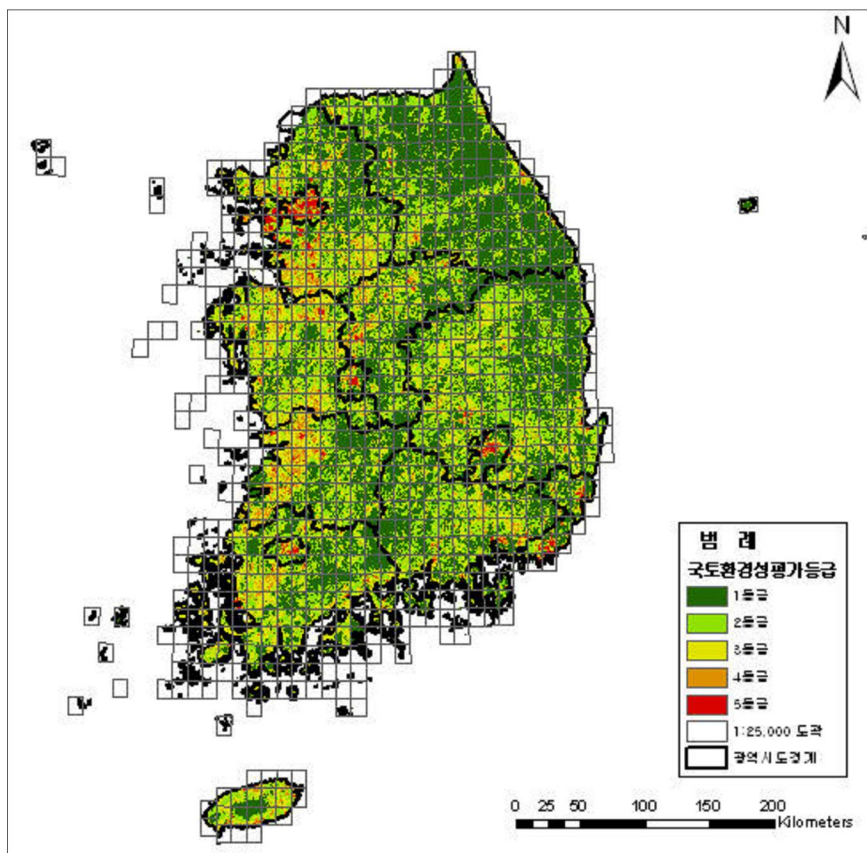 N
범 례
국토환경성평가등급
1등급
2등급
3등급
4등급
5등급
1:25,000 도곽
광역시도경계
0 25 50 100 150 200
Kilometers